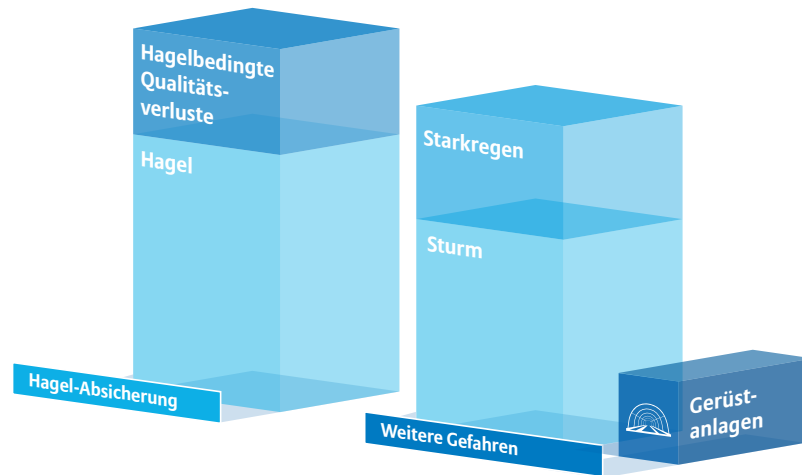 Hagelbedingte
Qualitäts-
verluste
Hagel
Hagel-Absicherung
Starkregen
Sturm
Weitere Gefahren
Gerüst-
anlagen